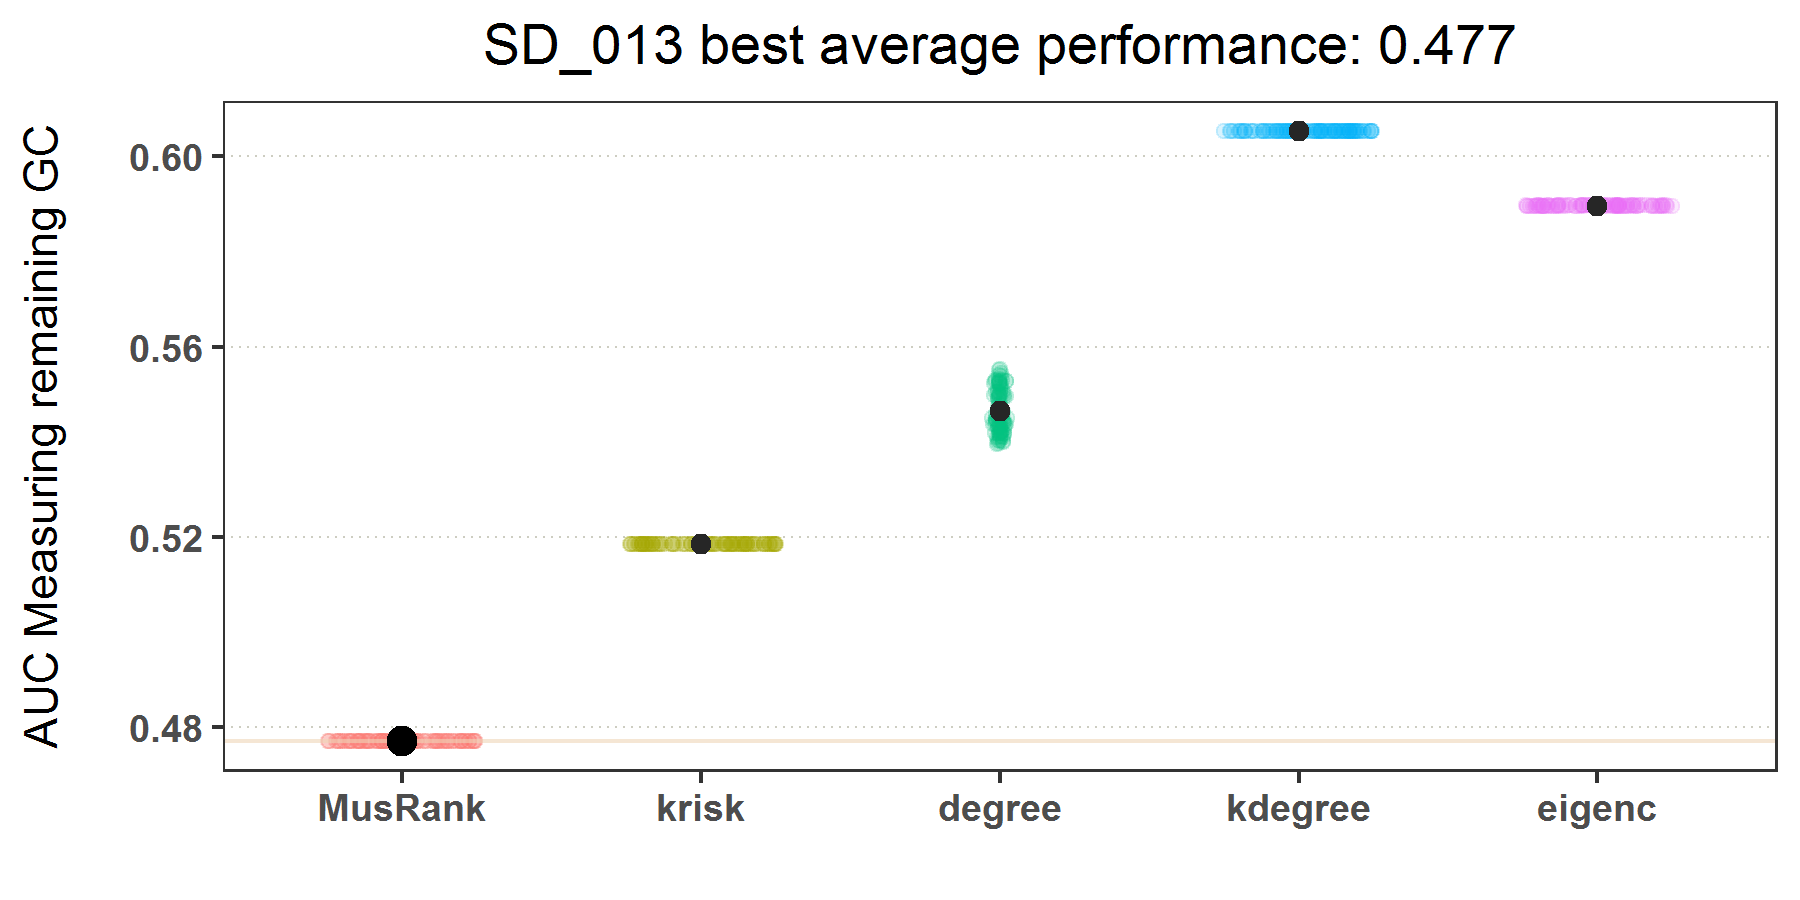 SD_013 best average performance: 0.477
AUC Measuring remaining GC
0.60
0.56
0.52
0.48
MusRank krisk degree kdegree eigenc